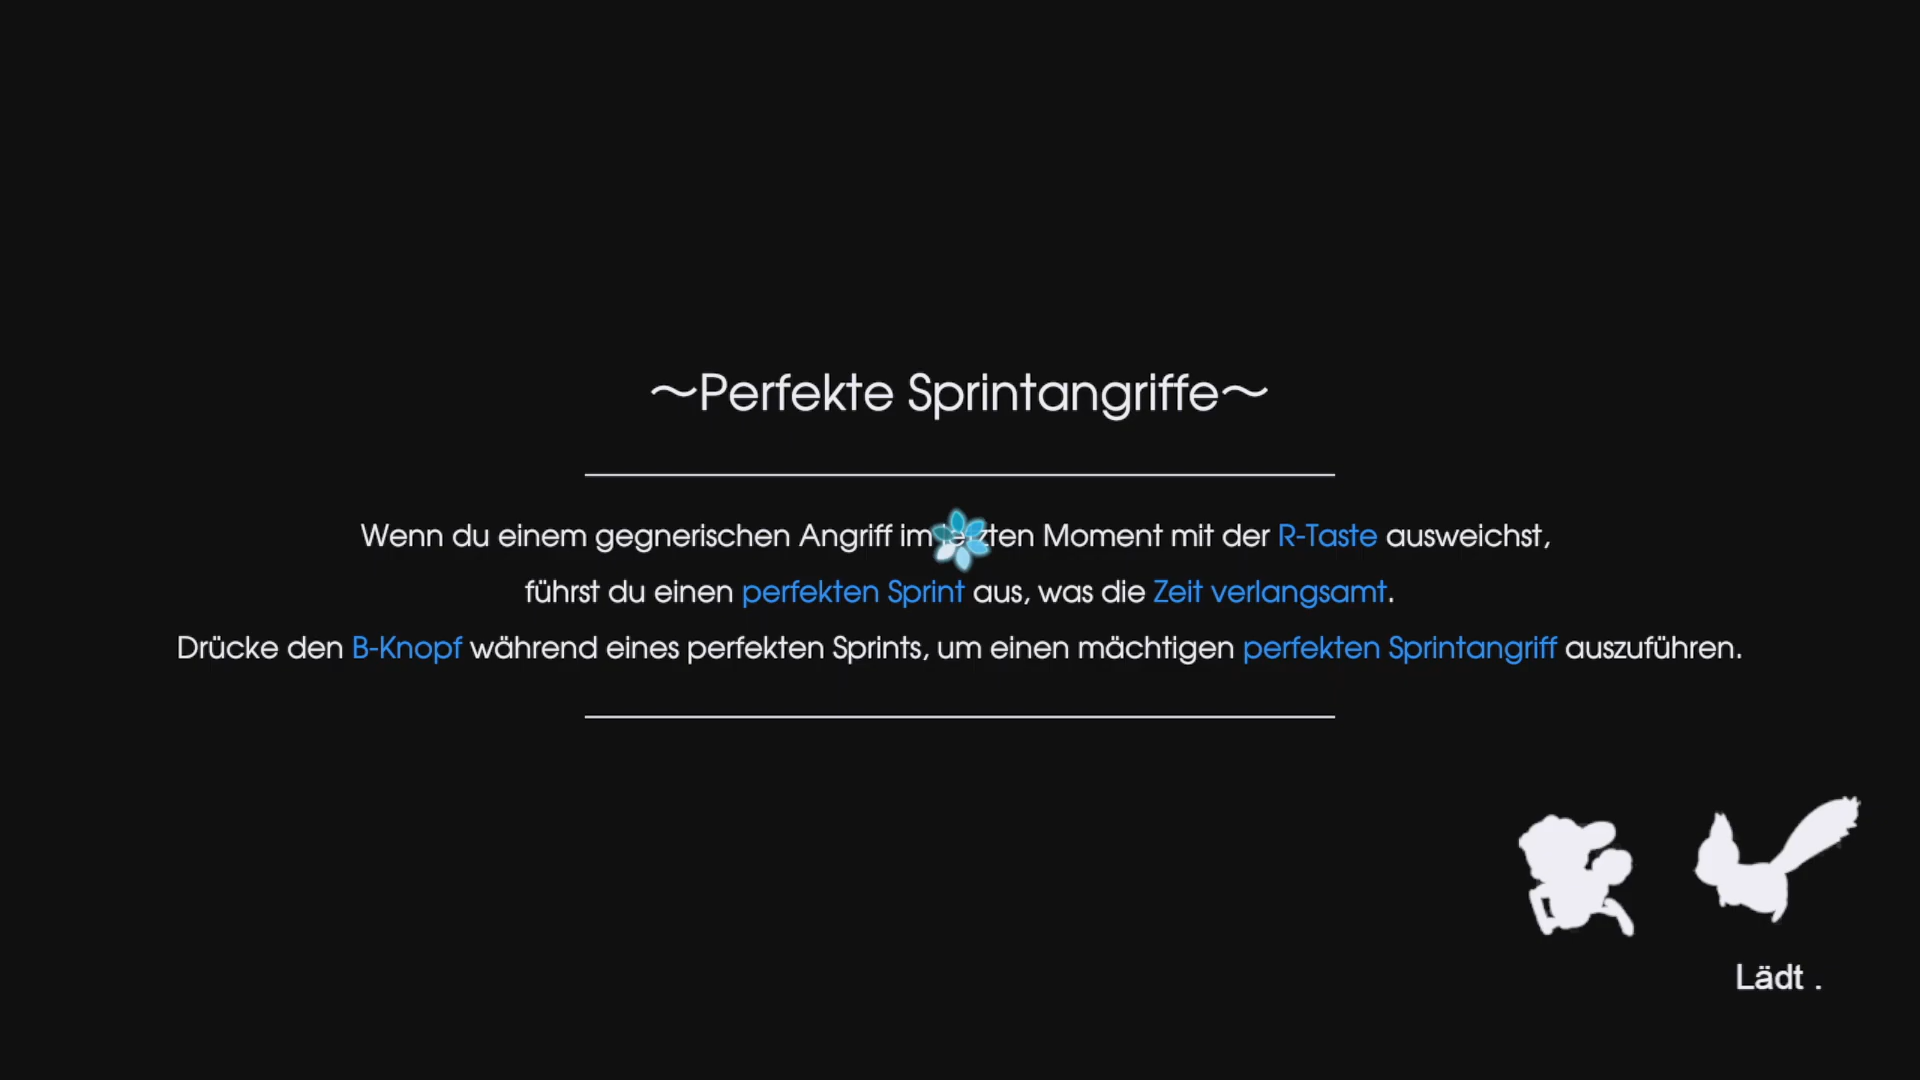 ～Perfekte Sprintangriffe～
Wenn du einem gegnerischen Angriff im letzten Moment mit der R-Taste ausweichst,
führst du einen perfekten Sprint aus, was die Zeit verlangsamt.
Drücke den B-Knopf während eines perfekten Sprints, um einen mächtigen perfekten Sprintangriff auszuführen.
Lädt .